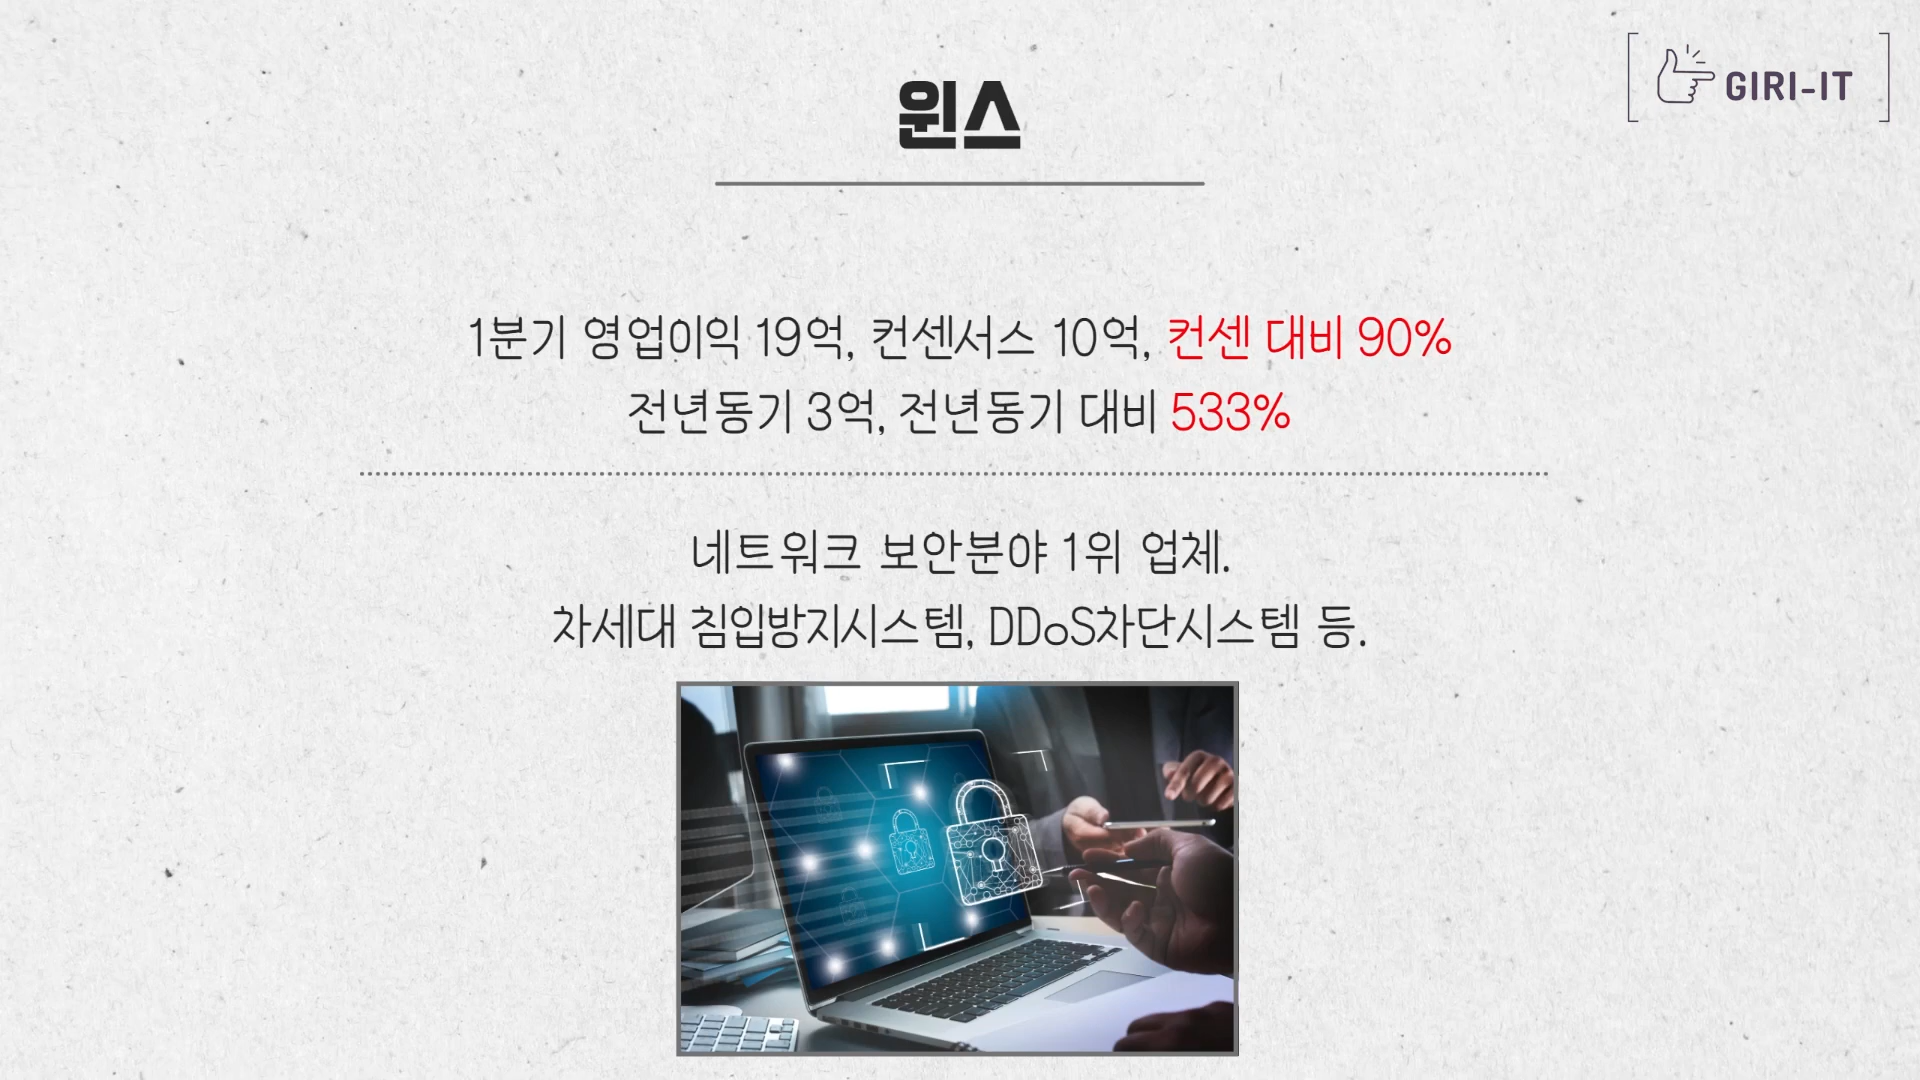 윈스
GIRI-IT
1분기 영업이익 19억, 컨센서스 10억, 컨센 대비 90%
전년동기 3억, 전년동기 대비 533%
네트워크 보안분야 1위 업체.
차세대 침입방지시스템, DDoS차단시스템 등.